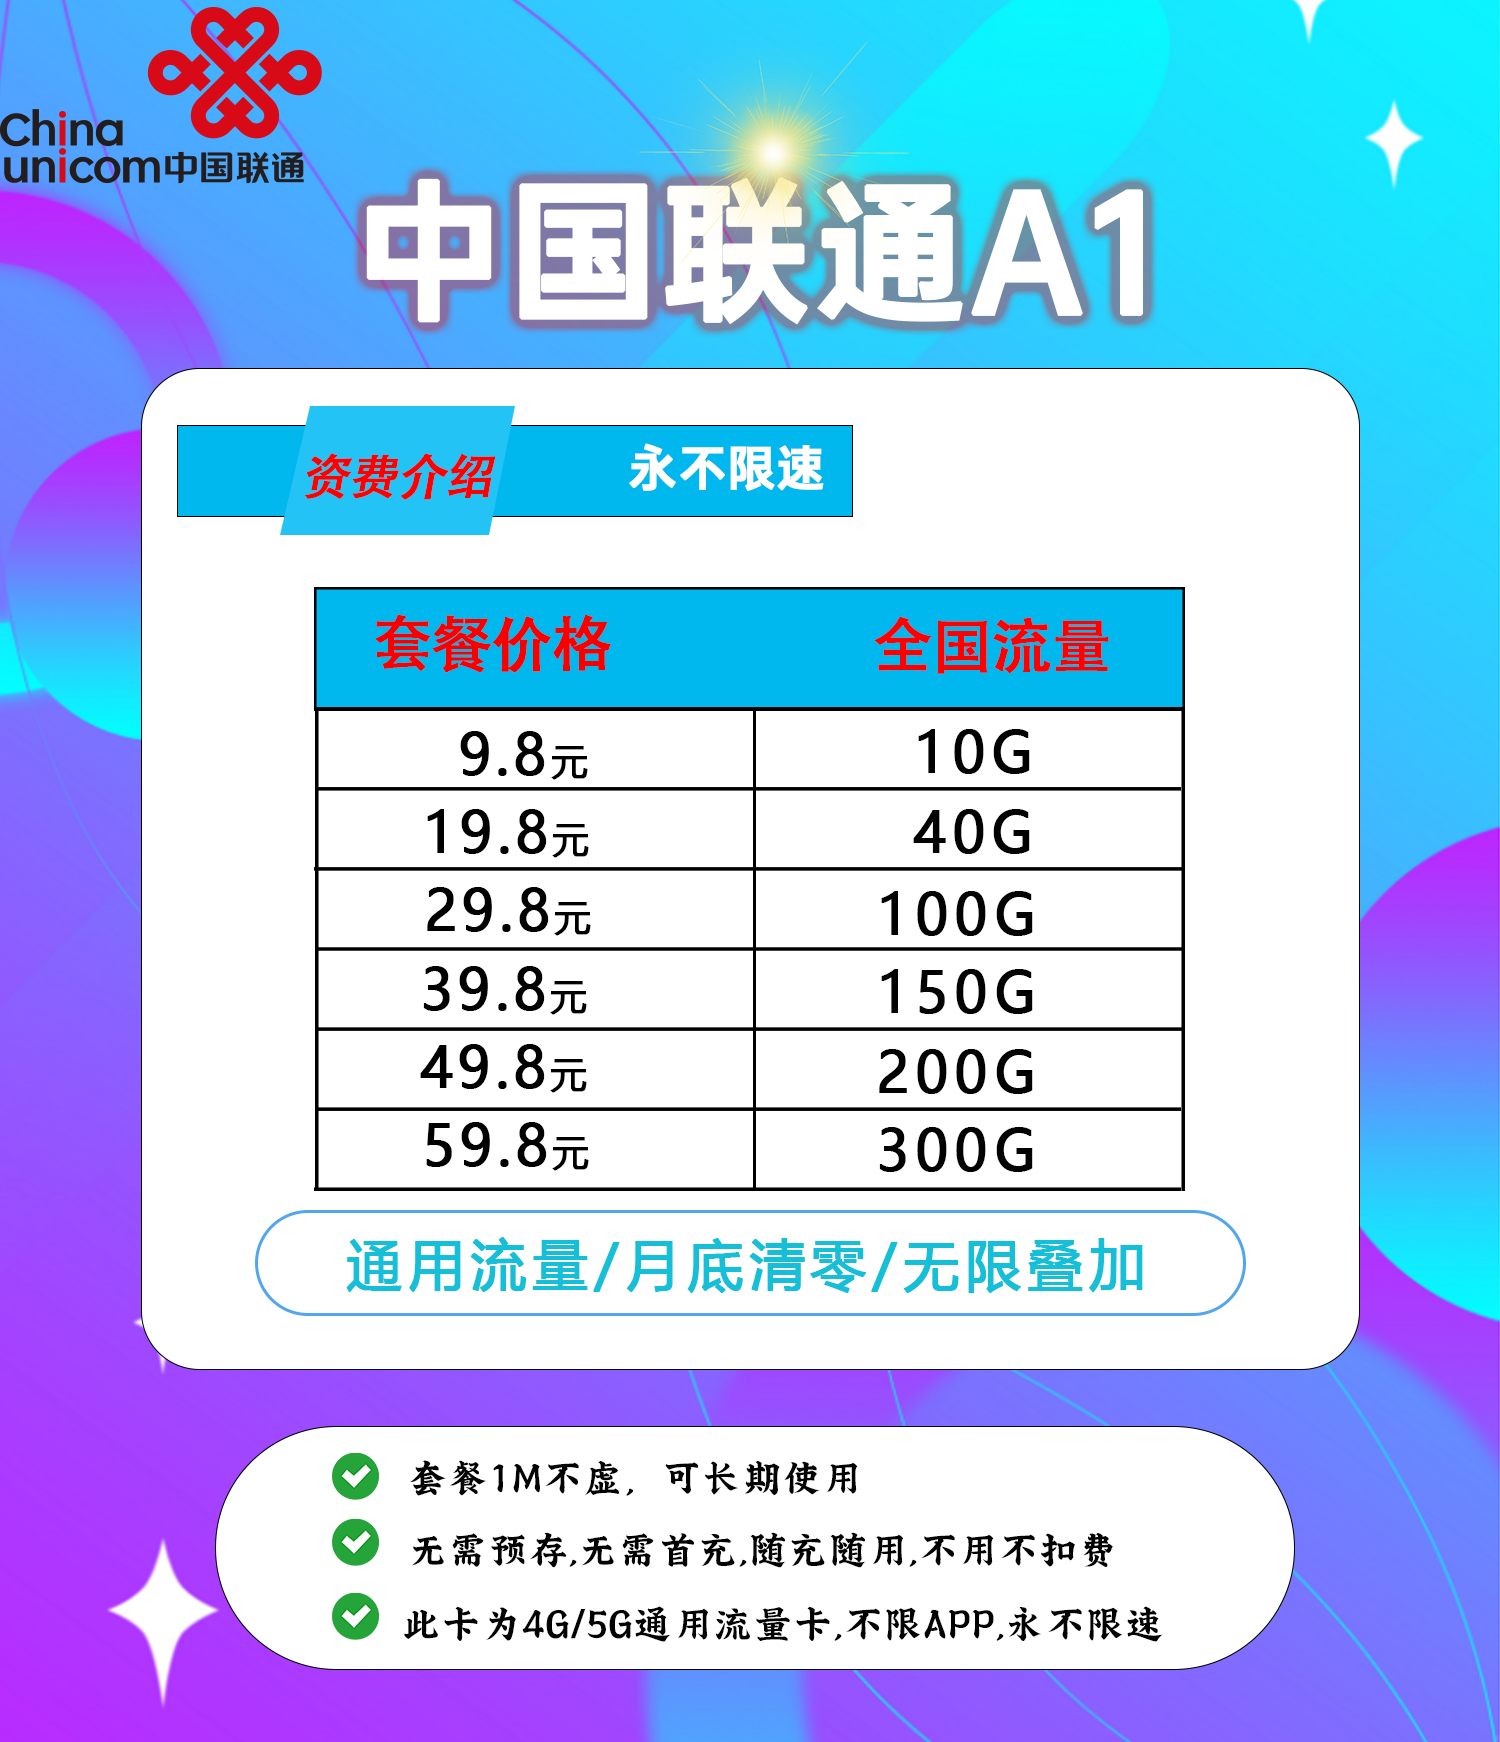 China
unicom中国联通
中国联通A1
资费介绍 永不限速
套餐价格 全国流量
9.8元 10G
19.8元 40G
29.8元 100G
39.8元 150G
49.8元 200G
59.8元 300G
通用流量/月底清零/无限叠加
套餐1M不虚，可长期使用
无需预存,无需首充,随充随用,不用不扣费
此卡为4G/5G通用流量卡,不限APP,永不限速